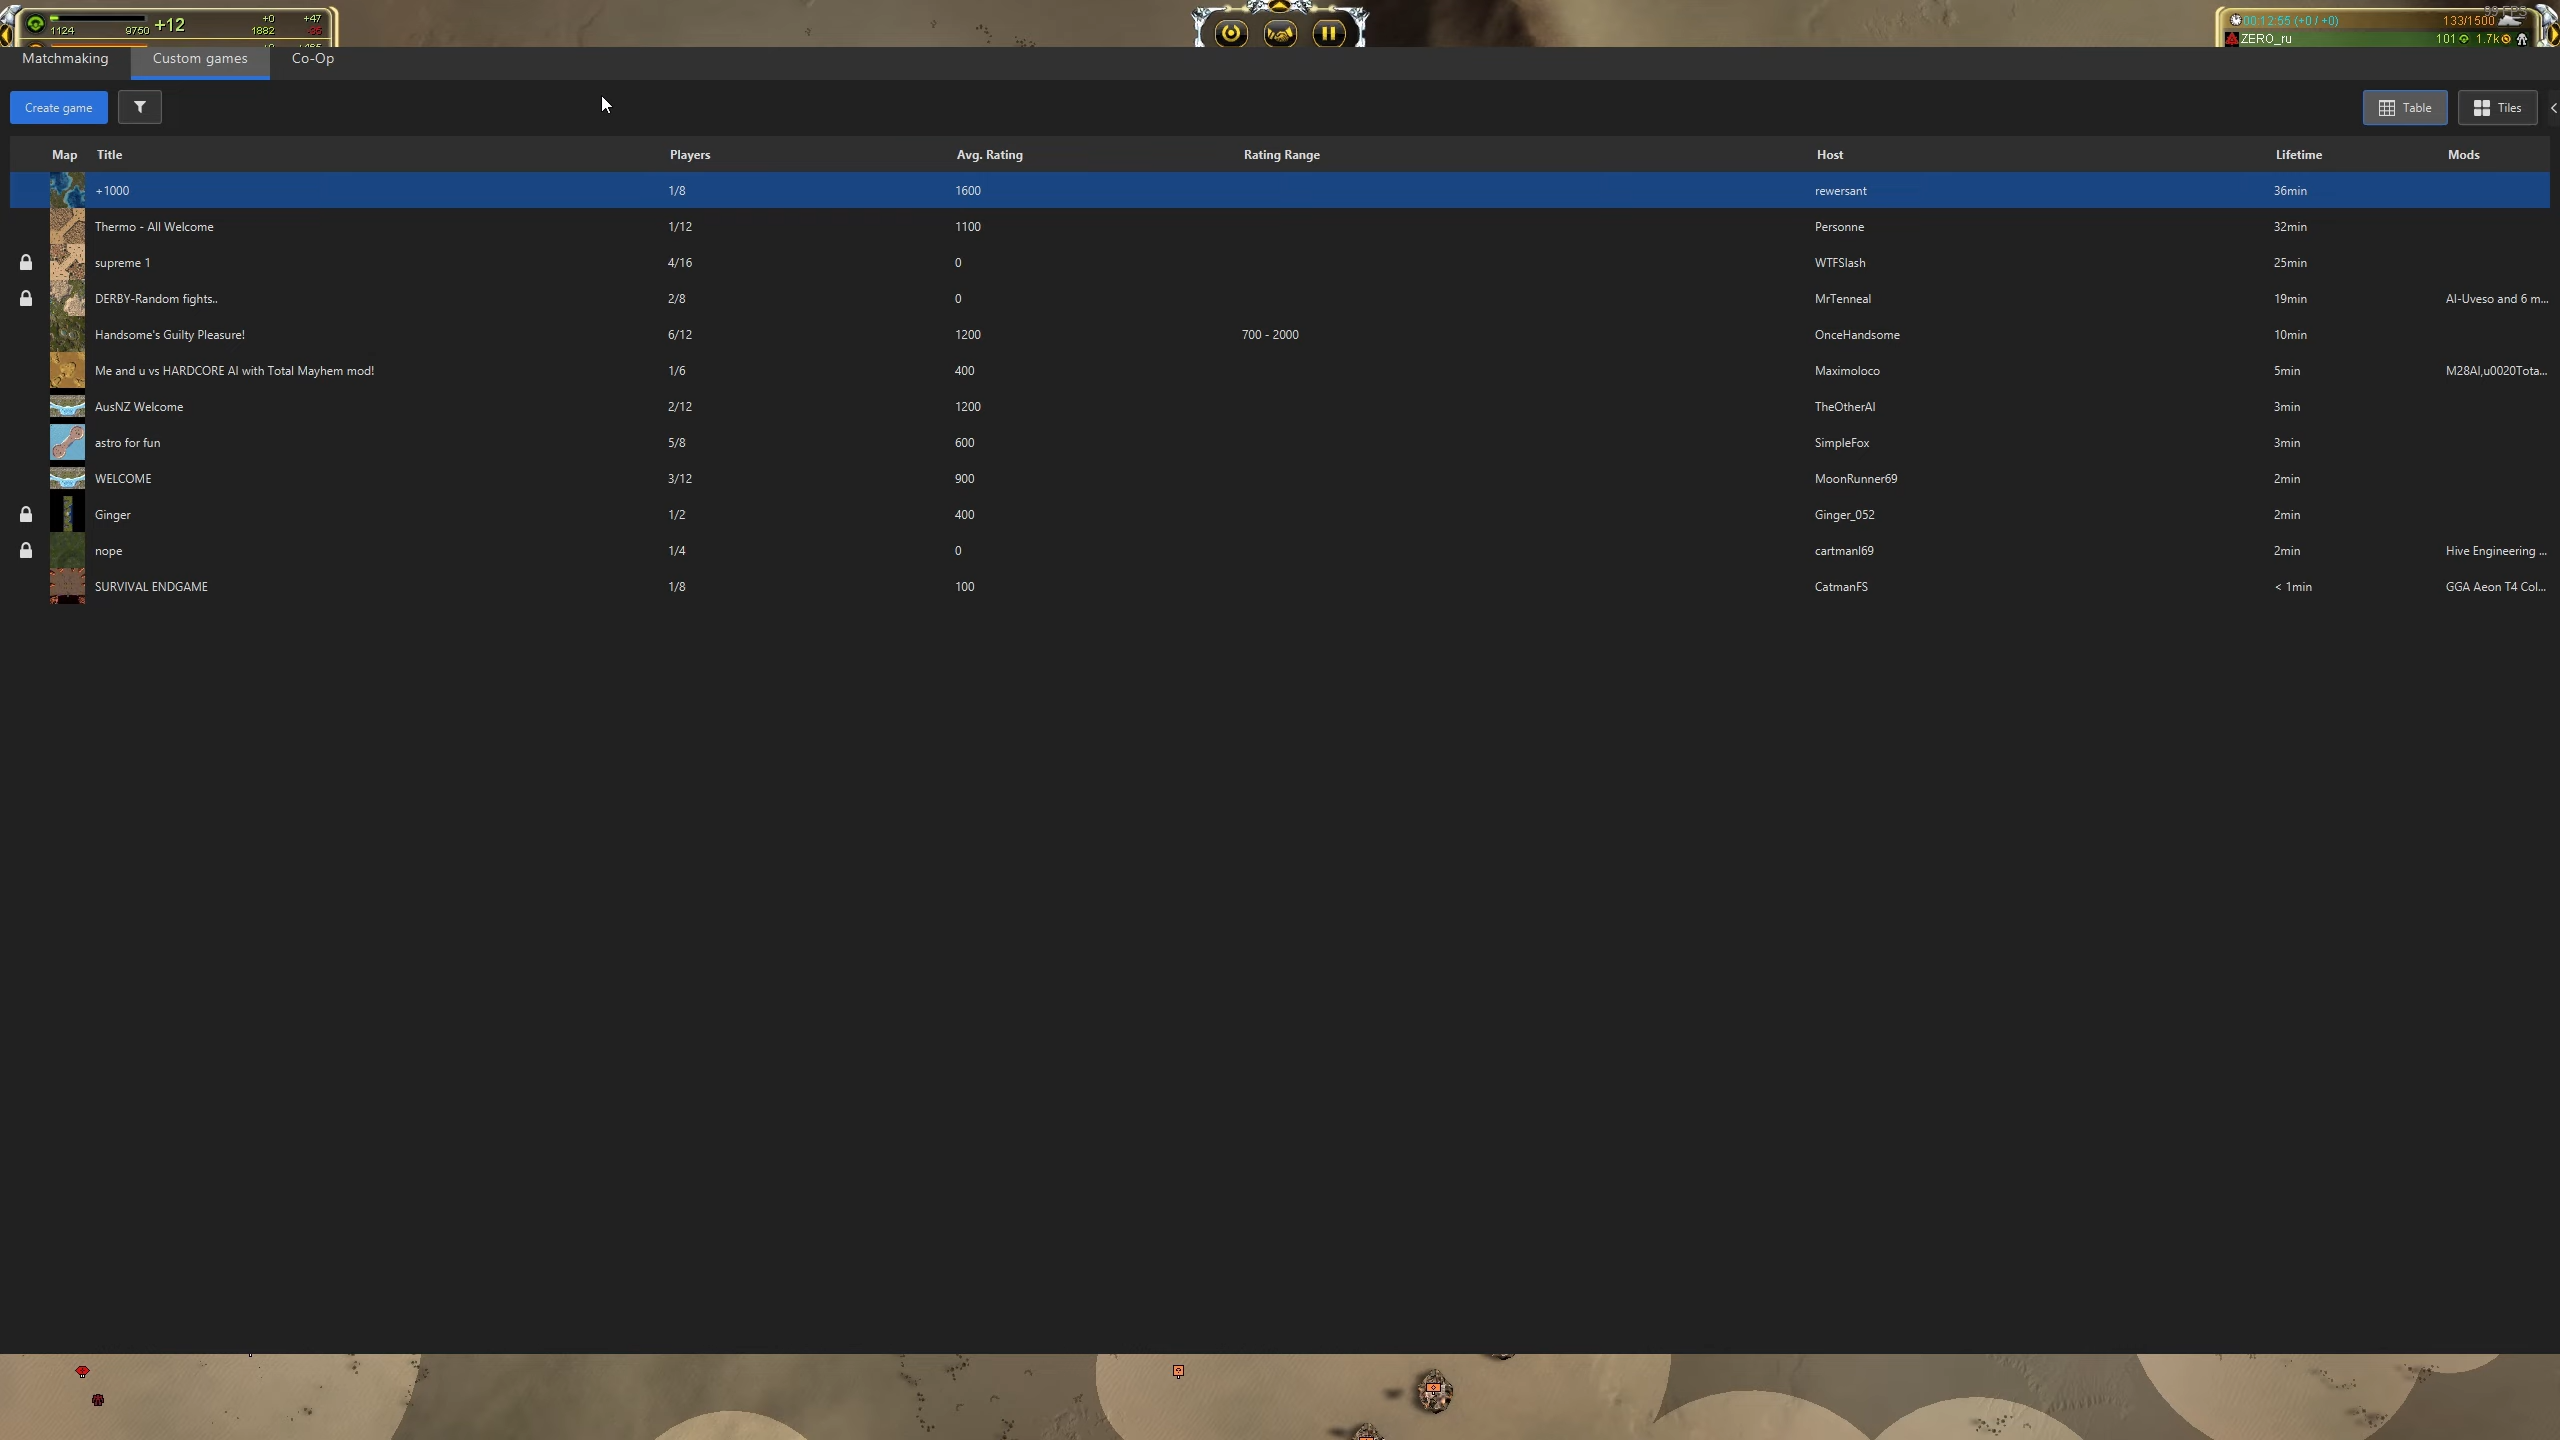 1124 9750 +12 +0 1882 +47 -35
00:12:55 (+0 / +0) 133/1500
ZERO_ru 101 1.7k
Matchmaking Custom games Co-Op
Create game Table Tiles
Map Title Players Avg. Rating Rating Range Host Lifetime Mods
+1000 1/8 1600 rewersant 36min
Thermo - All Welcome 1/12 1100 Personne 32min
supreme 1 4/16 0 WTFSlash 25min
DERBY-Random fights.. 2/8 0 MrTenneal 19min AI-Uveso and 6 m...
Handsome's Guilty Pleasure! 6/12 1200 700 - 2000 OnceHandsome 10min
Me and u vs HARDCORE AI with Total Mayhem mod! 1/6 400 Maximoloco 5min M28AI,u0020Tota...
AusNZ Welcome 2/12 1200 TheOtherAI 3min
astro for fun 5/8 600 SimpleFox 3min
WELCOME 3/12 900 MoonRunner69 2min
Ginger 1/2 400 Ginger_052 2min
nope 1/4 0 cartmanl69 2min Hive Engineering ...
SURVIVAL ENDGAME 1/8 100 CatmanFS < 1min GGA Aeon T4 Col...